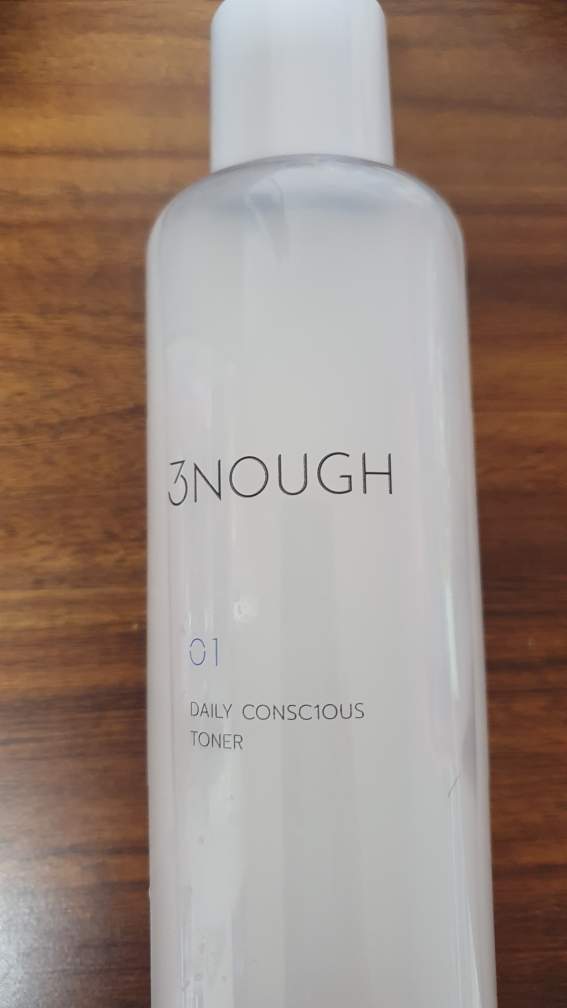 3NOUGH
01
DAILY CONSC1OUS
TONER